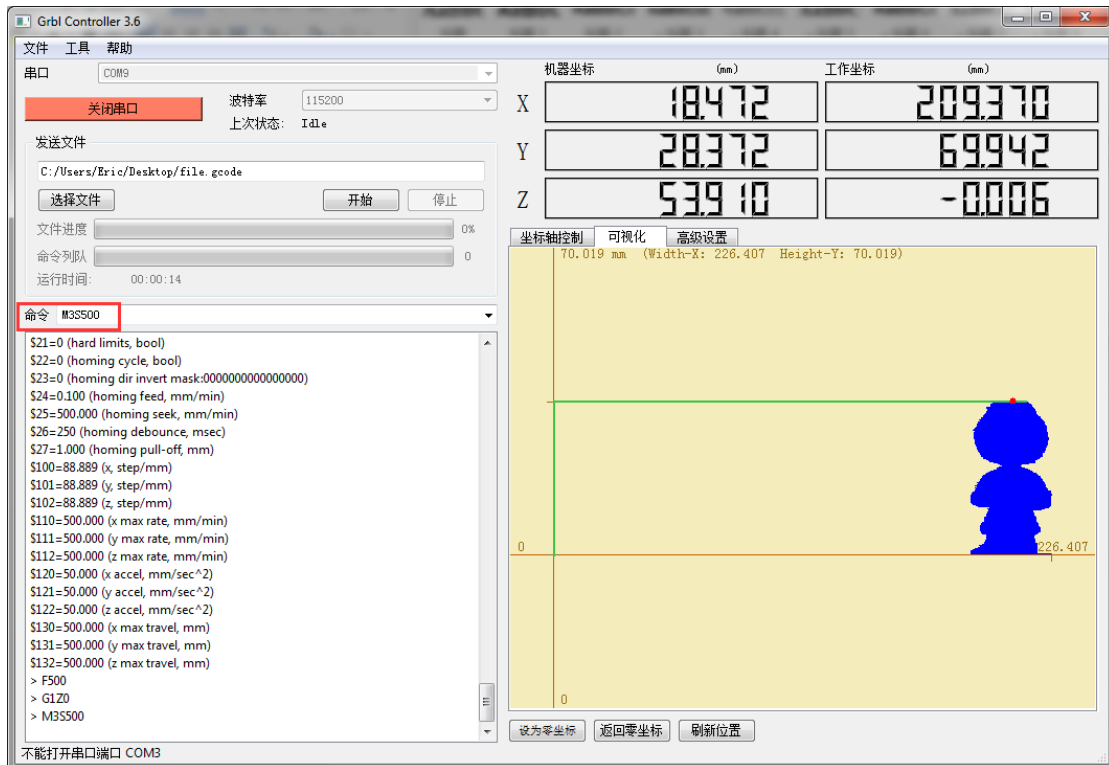 Grbl Controller 3.6
文件 工具 帮助
串口 COM9
关闭串口
波特率 115200
上次状态: Idle
发送文件
C:/Users/Eric/Desktop/file.gcode
选择文件 开始 停止
文件进度 0%
命令列队 0
运行时间: 00:00:14
命令 M3S500
$21=0 (hard limits, bool)
$22=0 (homing cycle, bool)
$23=0 (homing dir invert mask:0000000000000000)
$24=0.100 (homing feed, mm/min)
$25=500.000 (homing seek, mm/min)
$26=250 (homing debounce, msec)
$27=1.000 (homing pull-off, mm)
$100=88.889 (x, step/mm)
$101=88.889 (y, step/mm)
$102=88.889 (z, step/mm)
$110=500.000 (x max rate, mm/min)
$111=500.000 (y max rate, mm/min)
$112=500.000 (z max rate, mm/min)
$120=50.000 (x accel, mm/sec^2)
$121=50.000 (y accel, mm/sec^2)
$122=50.000 (z accel, mm/sec^2)
$130=500.000 (x max travel, mm)
$131=500.000 (y max travel, mm)
$132=500.000 (z max travel, mm)
> F500
> G1Z0
> M3S500
不能打开串口端口 COM3
机器坐标 (mm) 工作坐标 (mm)
X 18.472 209.370
Y 28.372 69.942
Z 53.910 -0.006
坐标轴控制 可视化 高级设置
70.019 mm (Width-X: 226.407 Height-Y: 70.019)
0 226.407
0
设为零坐标 返回零坐标 刷新位置